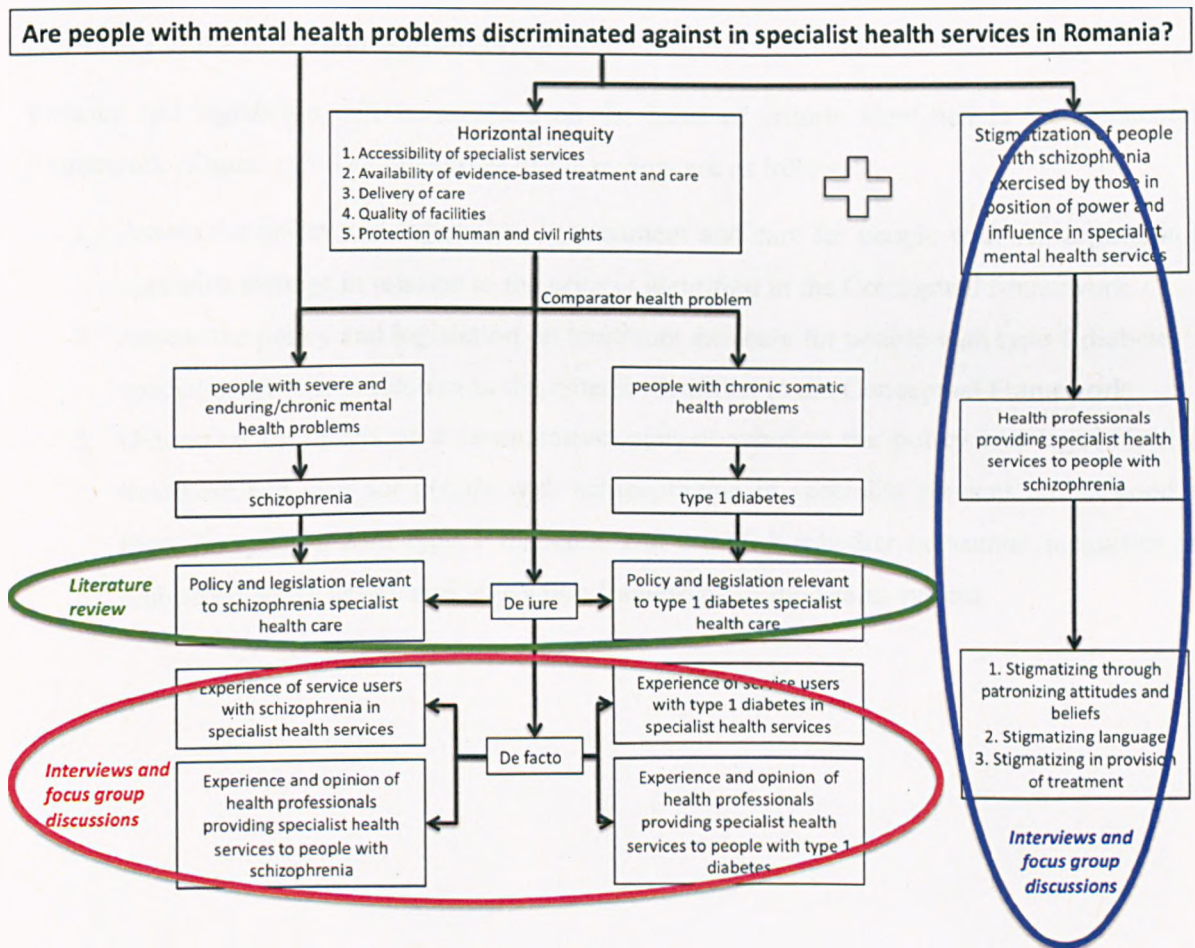 Are people with mental health problems discriminated against in specialist health services in Romania?
Horizontal inequity
1. Accessibility of specialist services
2. Availability of evidence-based treatment and care
3. Delivery of care
4. Quality of facilities
5. Protection of human and civil rights
Stigmatization of people
with schizophrenia
exercised by those in
position of power and
influence in specialist
mental health services
Comparator health problem
people with severe and
enduring/chronic mental
health problems
people with chronic somatic
health problems
Health professionals
providing specialist health
services to people with
schizophrenia
schizophrenia
type 1 diabetes
Literature
review
Policy and legislation relevant
to schizophrenia specialist
health care
De iure
Policy and legislation relevant
to type 1 diabetes specialist
health care
Experience of service users
with schizophrenia in
specialist health services
Experience of service users
with type 1 diabetes in
specialist health services
1. Stigmatizing through
patronizing attitudes and
beliefs
2. Stigmatizing language
3. Stigmatizing in provision
of treatment
De facto
Interviews and
focus group
discussions
Experience and opinion of
health professionals
providing specialist health
services to people with
schizophrenia
Experience and opinion of
health professionals
providing specialist health
services to people with type 1
diabetes
Interviews and
focus group
discussions